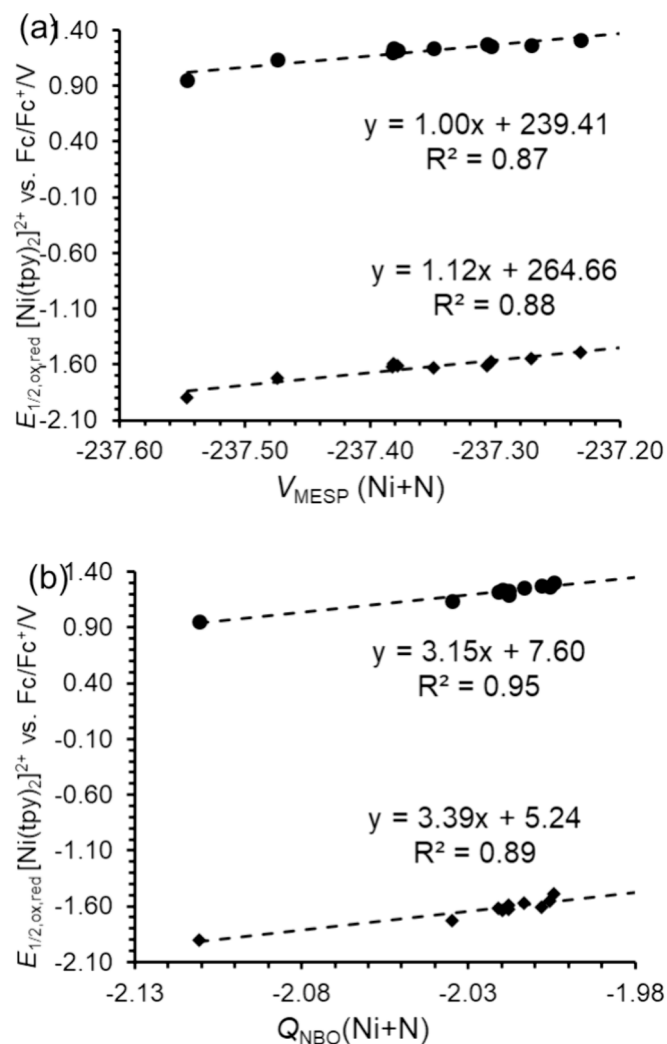 (a)
1.40
0.90
0.40
-0.10
-0.60
-1.10
-1.60
-2.10
E1/2,ox,red [Ni(tpy)2]2+ vs. Fc/Fc+/V
y = 1.00x + 239.41
R² = 0.87
y = 1.12x + 264.66
R² = 0.88
-237.60 -237.50 -237.40 -237.30 -237.20
VMESP (Ni+N)
(b)
1.40
0.90
0.40
-0.10
-0.60
-1.10
-1.60
-2.10
E1/2,ox,red [Ni(tpy)2]2+ vs. Fc/Fc+/V
y = 3.15x + 7.60
R² = 0.95
y = 3.39x + 5.24
R² = 0.89
-2.13 -2.08 -2.03 -1.98
QNBO(Ni+N)